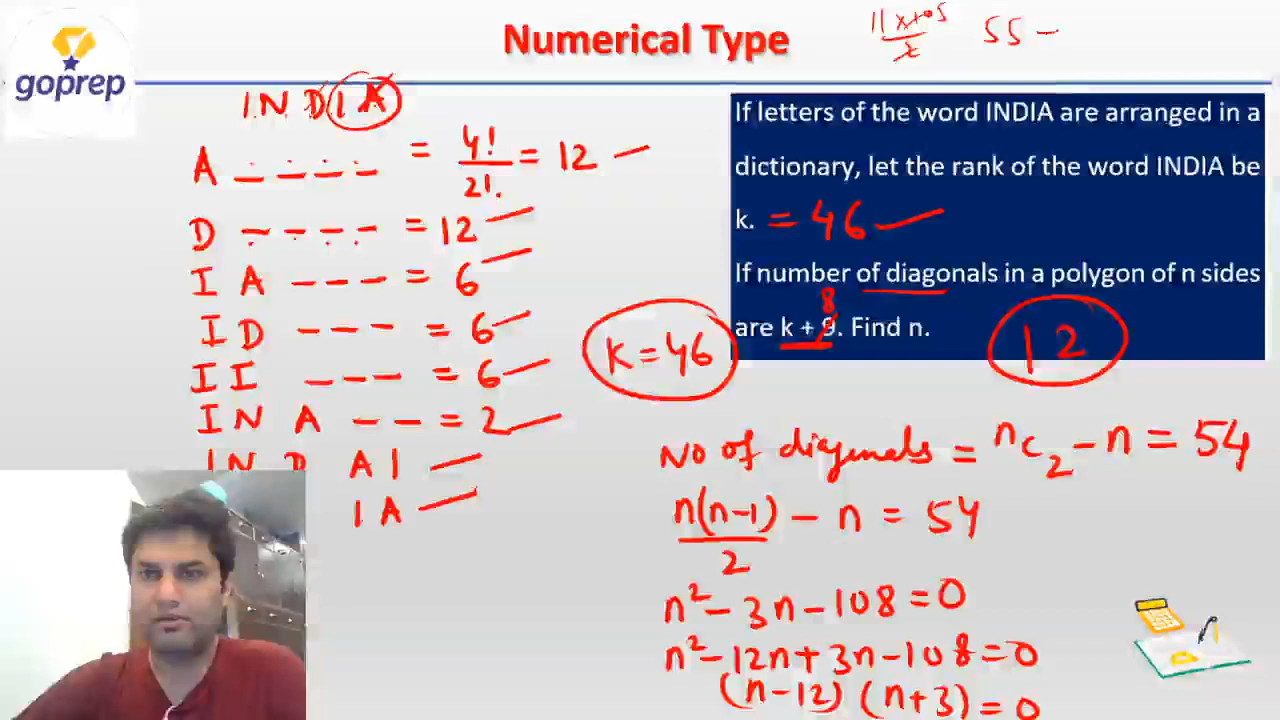 Numerical Type
55 –
goprep
INDIA
A _ _ _ _ = 4!/2! = 12
D _ _ _ _ = 12
I A _ _ _ = 6
I D _ _ _ = 6
I I _ _ _ = 6
I N A _ _ = 2
I N D A I
I A
If letters of the word INDIA are arranged in a
dictionary, let the rank of the word INDIA be
k. = 46
If number of diagonals in a polygon of n sides
8
are k + 9. Find n.
12
K = 46
No of diagonals = nC2 – n = 54
n(n-1)/2 – n = 54
n² – 3n – 108 = 0
n² – 12n + 3n – 108 = 0
(n-12) (n+3) = 0